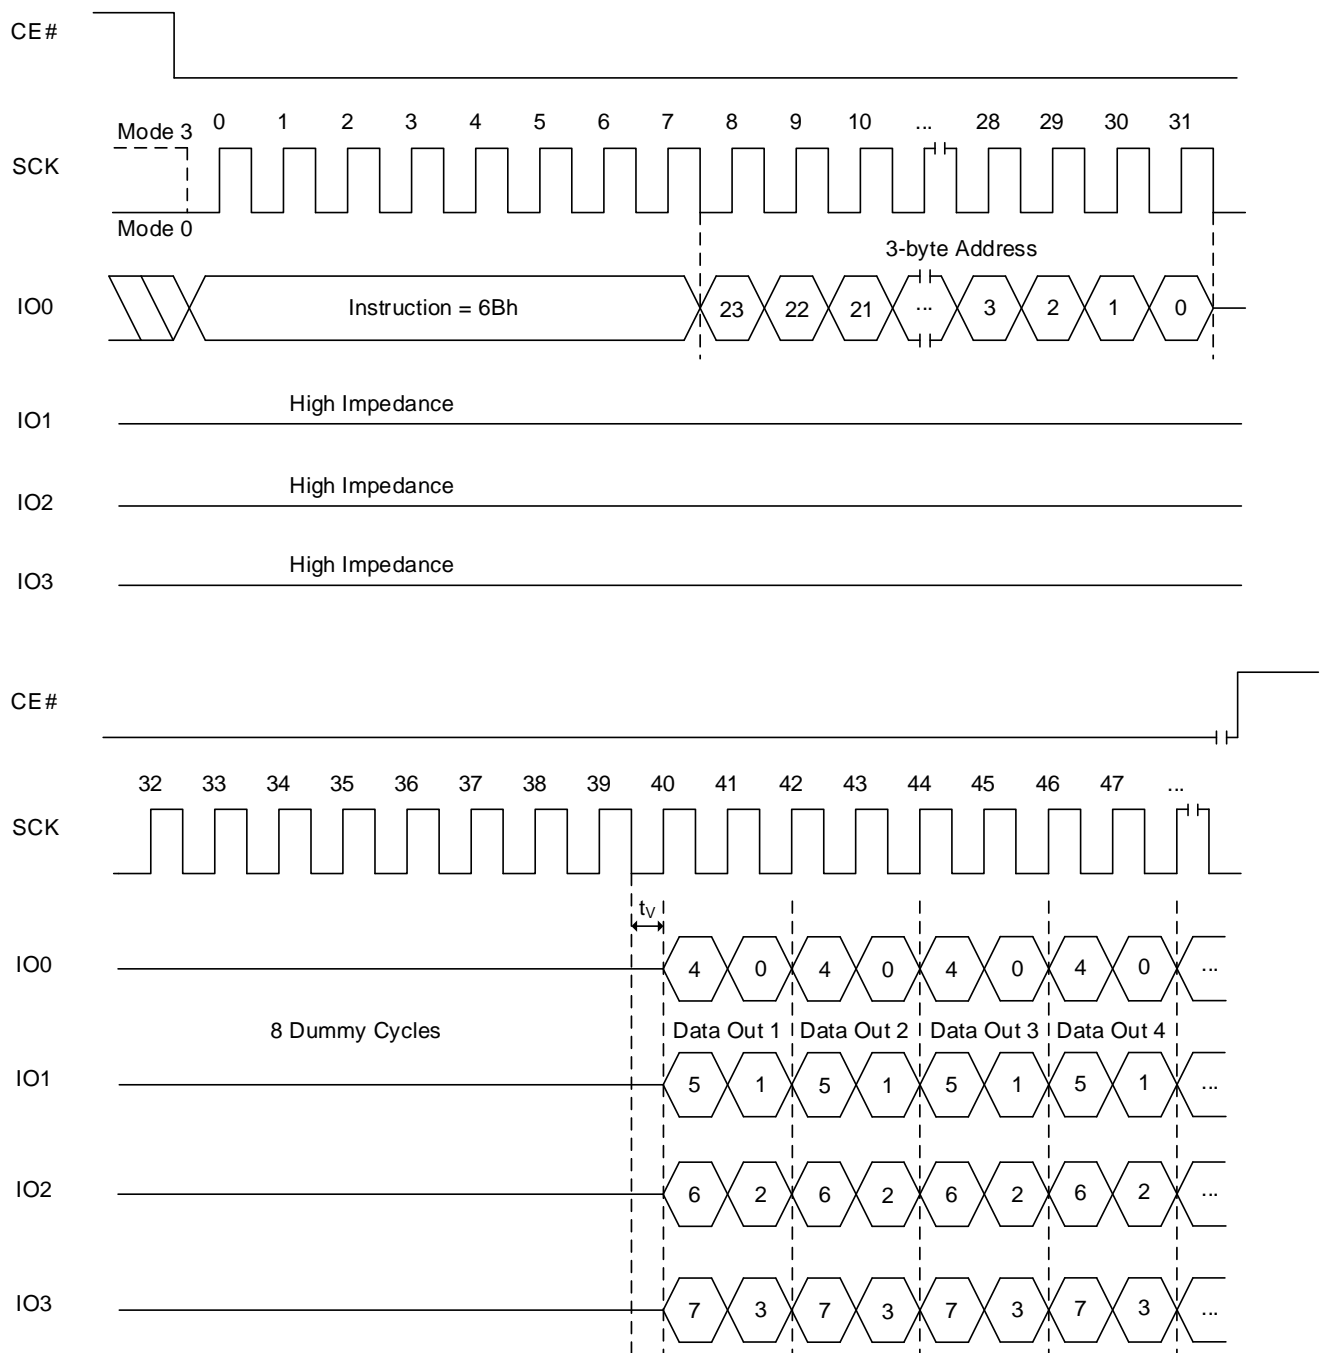 CE#
Mode 3 0 1 2 3 4 5 6 7 8 9 10 ... 28 29 30 31
SCK
Mode 0
3-byte Address
IO0 Instruction = 6Bh 23 22 21 ... 3 2 1 0
High Impedance
IO1
High Impedance
IO2
High Impedance
IO3
CE#
32 33 34 35 36 37 38 39 40 41 42 43 44 45 46 47 ...
SCK
tV
IO0 4 0 4 0 4 0 4 0 ...
8 Dummy Cycles Data Out 1 Data Out 2 Data Out 3 Data Out 4
IO1 5 1 5 1 5 1 5 1 ...
IO2 6 2 6 2 6 2 6 2 ...
IO3 7 3 7 3 7 3 7 3 ...